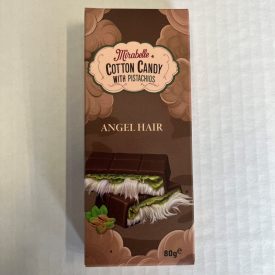 Mirabelle
COTTON CANDY
WITH PISTACHIOS
ANGEL HAIR
80g℮